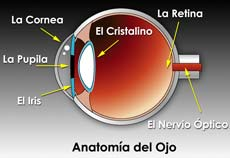 La Cornea
La Retina
El Cristalino
La Pupila
El Iris
El Nervio Óptico
Anatomía del Ojo